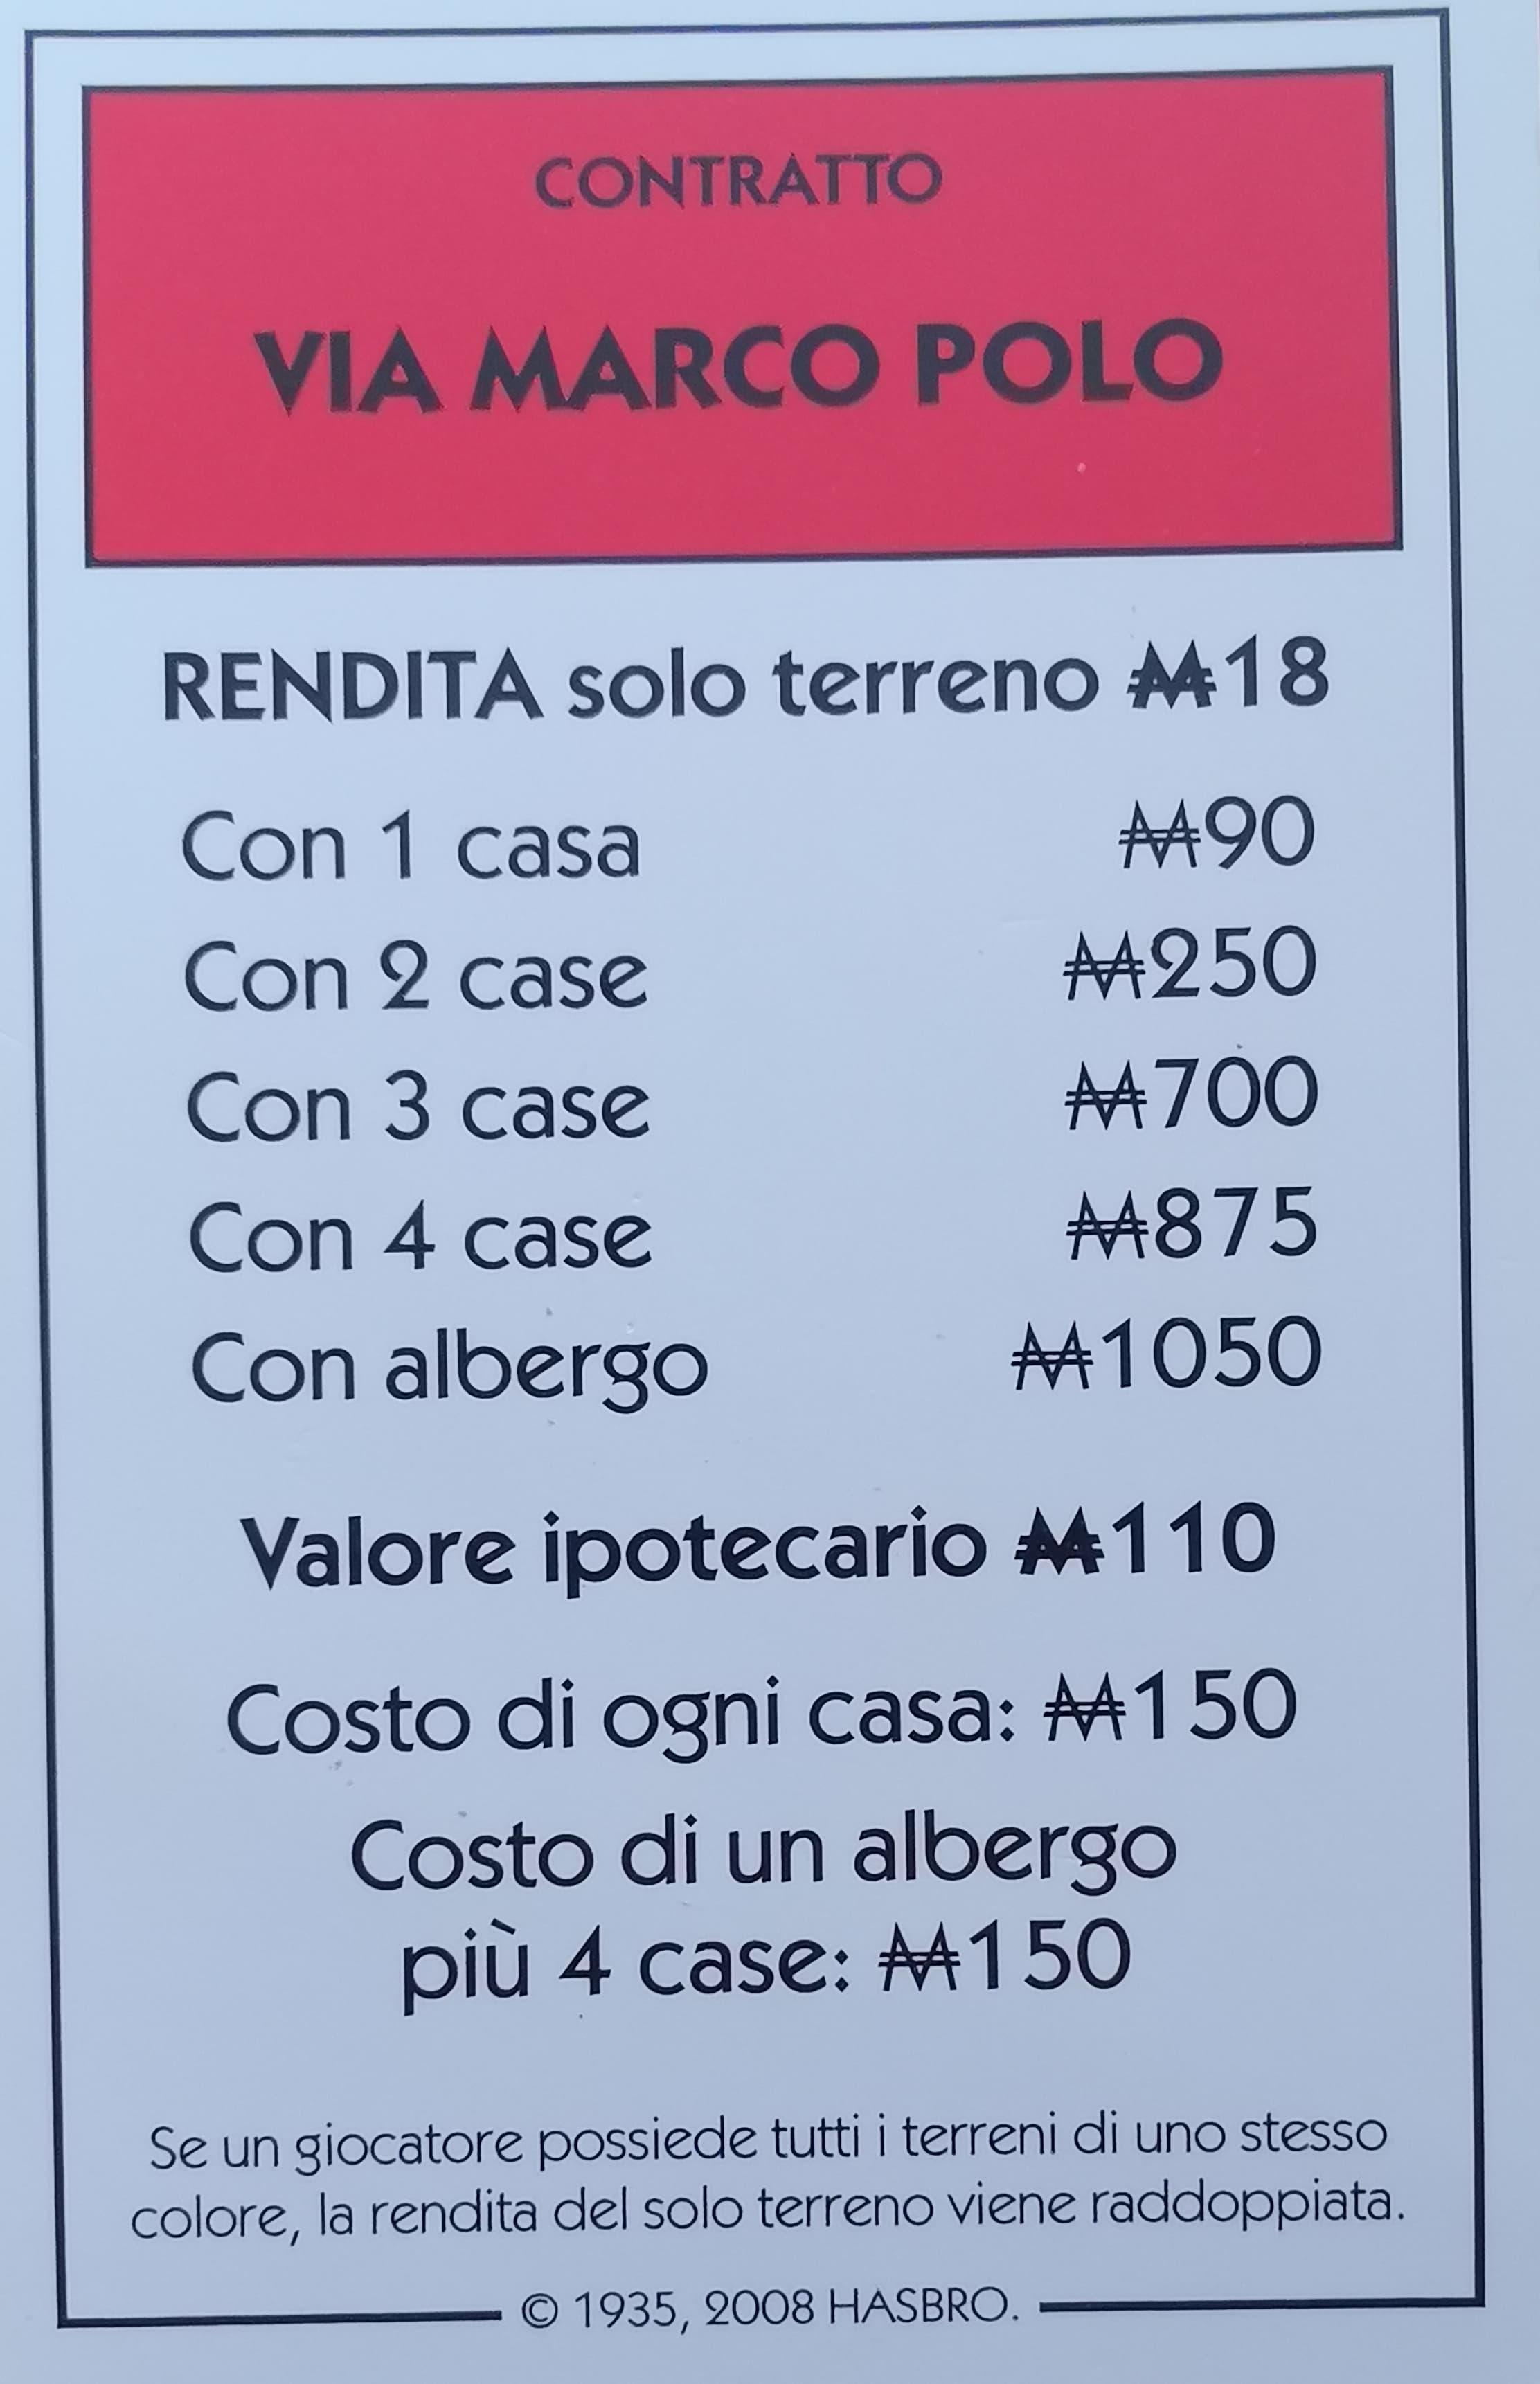 CONTRATTO
VIA MARCO POLO
RENDITA solo terreno ₩18
Con 1 casa ₩90
Con 2 case ₩250
Con 3 case ₩700
Con 4 case ₩875
Con albergo ₩1050
Valore ipotecario ₩110
Costo di ogni casa: ₩150
Costo di un albergo
più 4 case: ₩150
Se un giocatore possiede tutti i terreni di uno stesso
colore, la rendita del solo terreno viene raddoppiata.
© 1935, 2008 HASBRO.